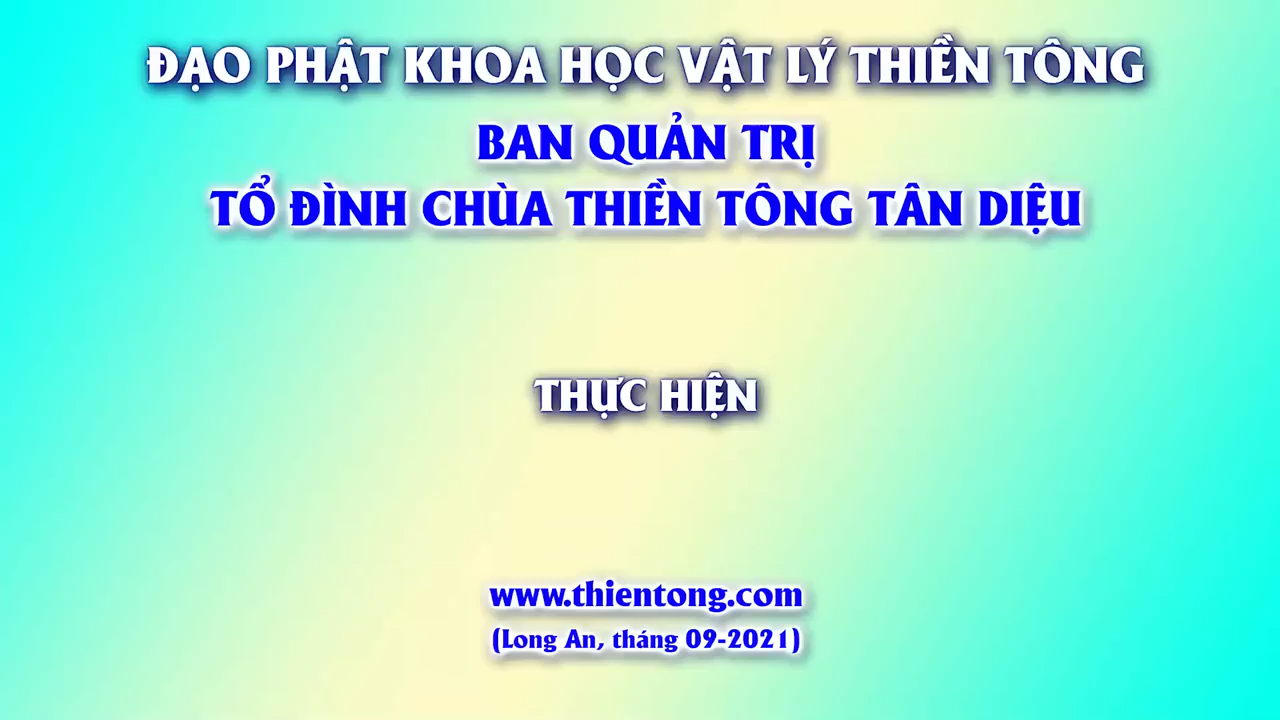 ĐẠO PHẬT KHOA HỌC VẬT LÝ THIỀN TÔNG
BAN QUẢN TRỊ
TỔ ĐÌNH CHÙA THIỀN TÔNG TÂN DIỆU
THỰC HIỆN
www.thientong.com
(Long An, tháng 09-2021)